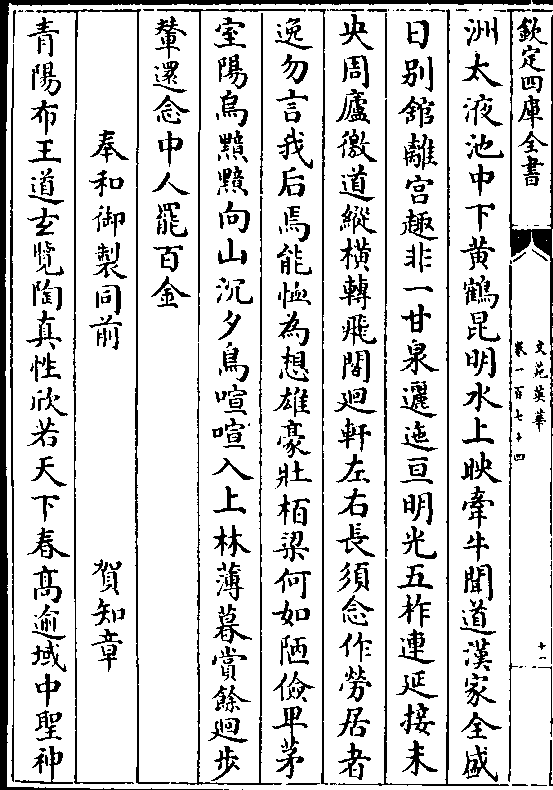 欽定四庫全書
文苑英華
卷一百七十四
十一
洲太液池中下黄鶴昆明水上映牽牛聞道漢家全盛
日别舘離宫趣非一甘泉邐迤亘明光五柞連延接未
央周廬徼道縱横轉飛閣迴軒左右長須念作勞居者
逸勿言我后焉能恤為想雄豪壯栢梁何如陋儉卑茅
室陽烏黯黯向山沉夕鳥喧喧入上林薄暮賞餘迴步
輦還念中人罷百金
奉和御製同前
賀知章
青陽布王道玄覽陶真性欣若天下春髙逾域中聖神